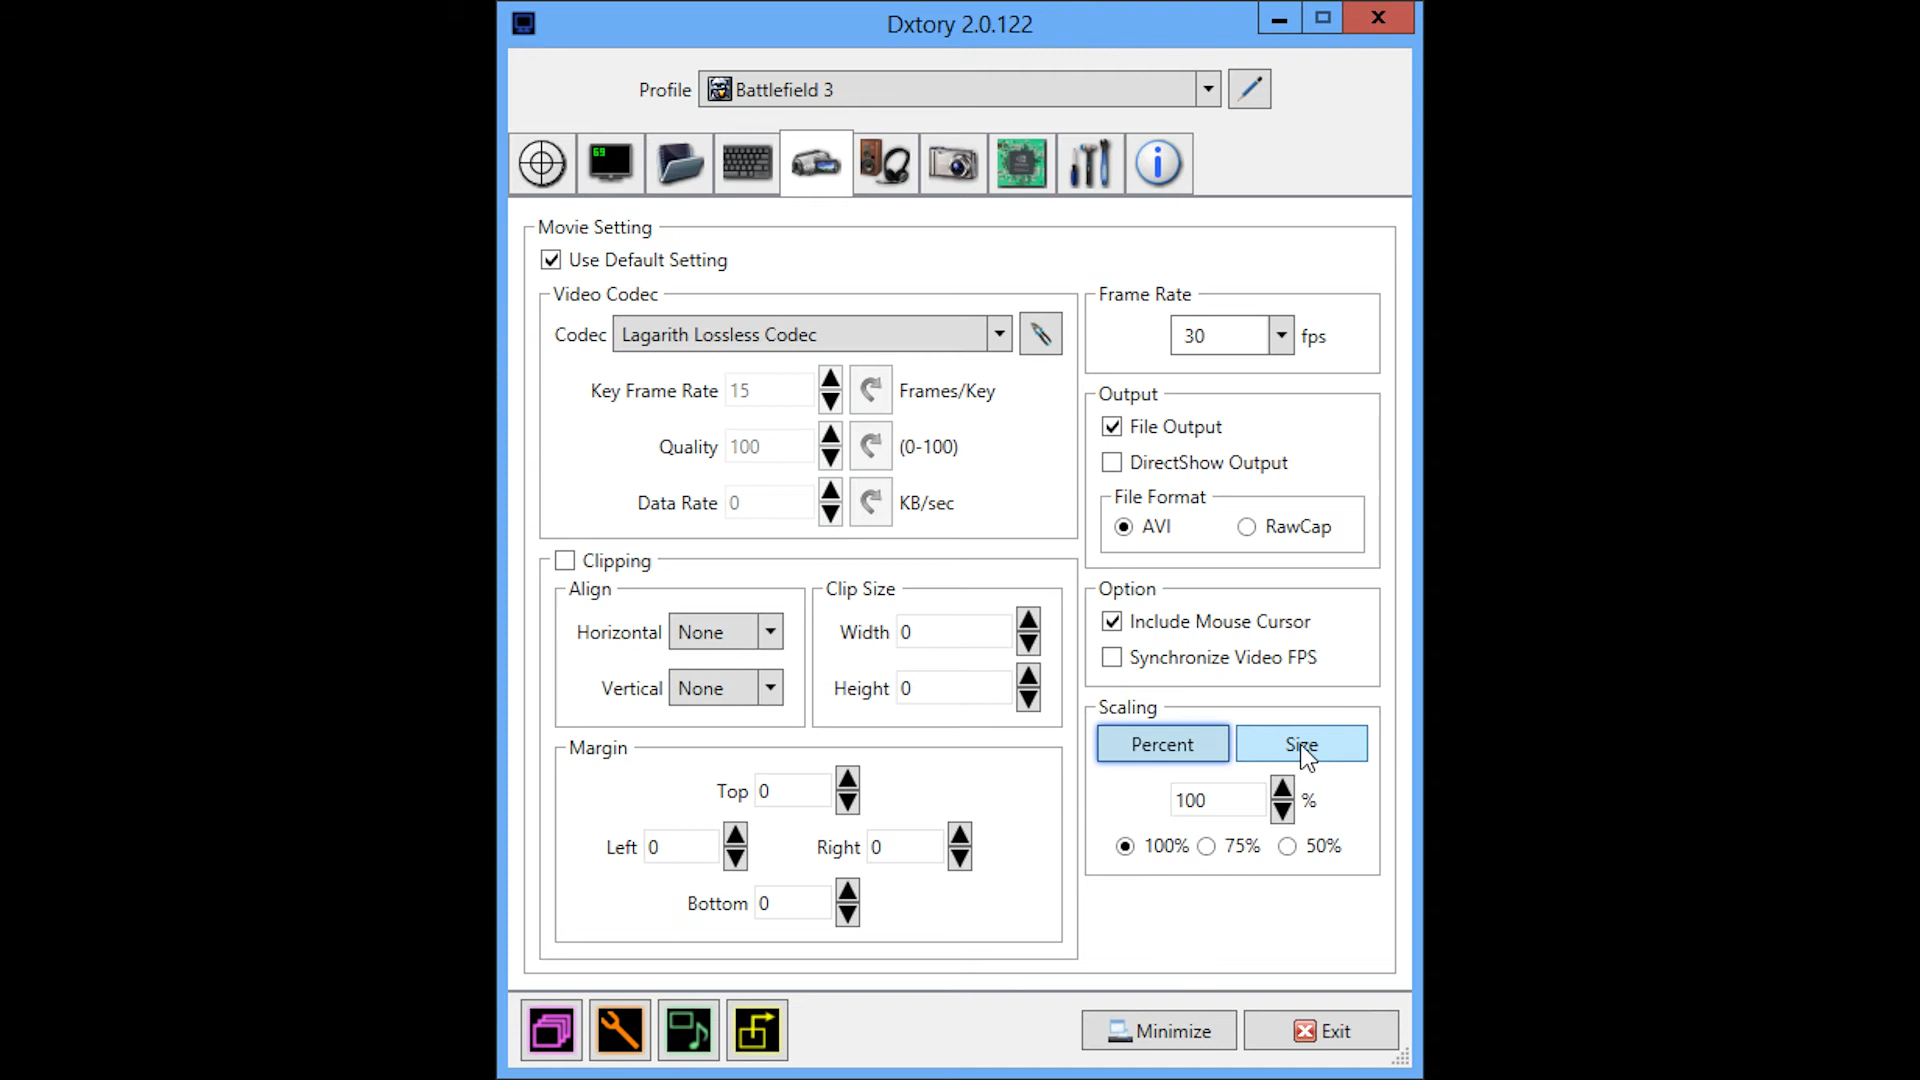 Dxtory 2.0.122
Profile Battlefield 3
69
Movie Setting
Use Default Setting
Video Codec
Codec Lagarith Lossless Codec
Key Frame Rate 15 Frames/Key
Quality 100 (0-100)
Data Rate 0 KB/sec
Frame Rate
30 fps
Output
File Output
DirectShow Output
File Format
AVI RawCap
Clipping
Align
Horizontal None
Vertical None
Clip Size
Width 0
Height 0
Margin
Top 0
Left 0 Right 0
Bottom 0
Option
Include Mouse Cursor
Synchronize Video FPS
Scaling
Percent Size
100 %
100% 75% 50%
Minimize Exit